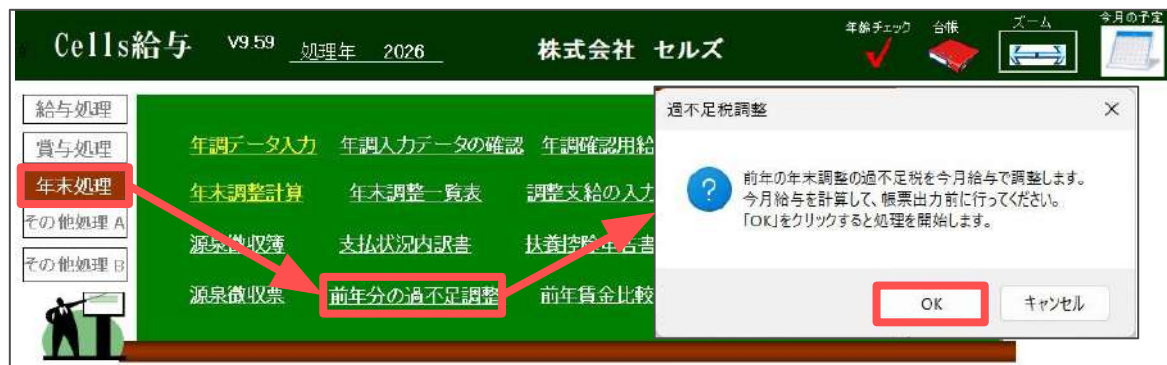 Cells給与 V9.59 処理年 2026 株式会社 セルズ
年齢チェック 台帳 ズーム 今月の予定
給与処理
賞与処理
年末処理
その他処理 A
その他処理 B
年調データ入力 年調入力データの確認 年調確認用給
年末調整計算 年末調整一覧表 調整支給の入力
源泉徴収簿 支払状況内訳書 扶養控除申告書
源泉徴収票 前年分の過不足調整 前年賃金比較
過不足税調整
前年の年末調整の過不足税を今月給与で調整します。
今月給与を計算して、帳票出力前に行ってください。
「OK」をクリックすると処理を開始します。
OK キャンセル